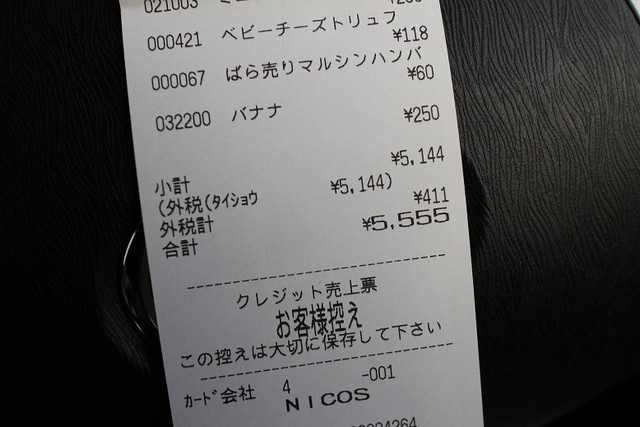 021003
000421 ベビーチーズトリュフ ¥118
000067 ばら売りマルシンハンバ ¥60
032200 バナナ ¥250
小計 ¥5,144
(外税(タイショウ ¥5,144)
外税計 ¥411
合計 ¥5,555
クレジット売上票
お客様控え
この控えは大切に保存して下さい
カード会社 4 -001
NICOS